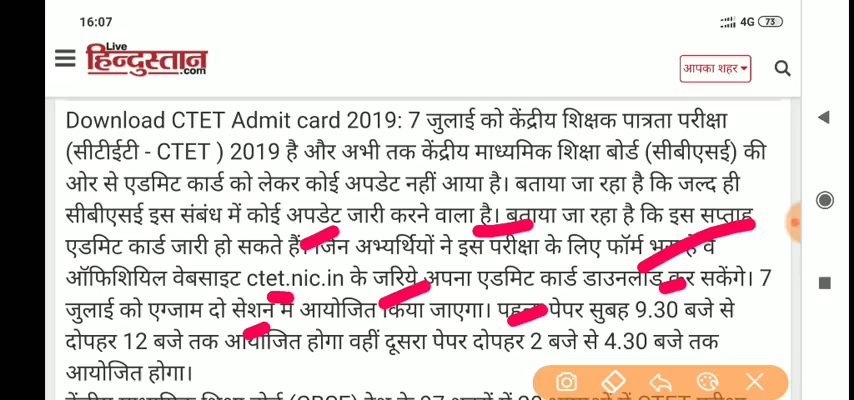 16:07
4G 73
Live
हिन्दुस्तान
.com
आपका शहर
Download CTET Admit card 2019: 7 जुलाई को केंद्रीय शिक्षक पात्रता परीक्षा
(सीटीईटी - CTET ) 2019 है और अभी तक केंद्रीय माध्यमिक शिक्षा बोर्ड (सीबीएसई) की
ओर से एडमिट कार्ड को लेकर कोई अपडेट नहीं आया है। बताया जा रहा है कि जल्द ही
सीबीएसई इस संबंध में कोई अपडेट जारी करने वाला है। बताया जा रहा है कि इस सप्ताह
एडमिट कार्ड जारी हो सकते हैं। जिन अभ्यर्थियों ने इस परीक्षा के लिए फॉर्म भरा है वे
ऑफिशियिल वेबसाइट ctet.nic.in के जरिये अपना एडमिट कार्ड डाउनलोड कर सकेंगे। 7
जुलाई को एग्जाम दो सेशन में आयोजित किया जाएगा। पहला पेपर सुबह 9.30 बजे से
दोपहर 12 बजे तक आयोजित होगा वहीं दूसरा पेपर दोपहर 2 बजे से 4.30 बजे तक
आयोजित होगा।